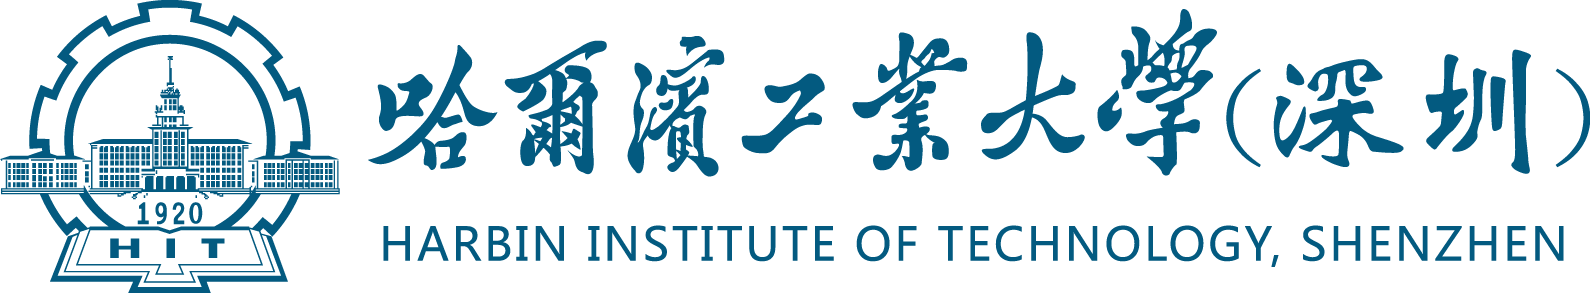 1920
HIT
哈爾濱工業大學(深圳)
HARBIN INSTITUTE OF TECHNOLOGY, SHENZHEN